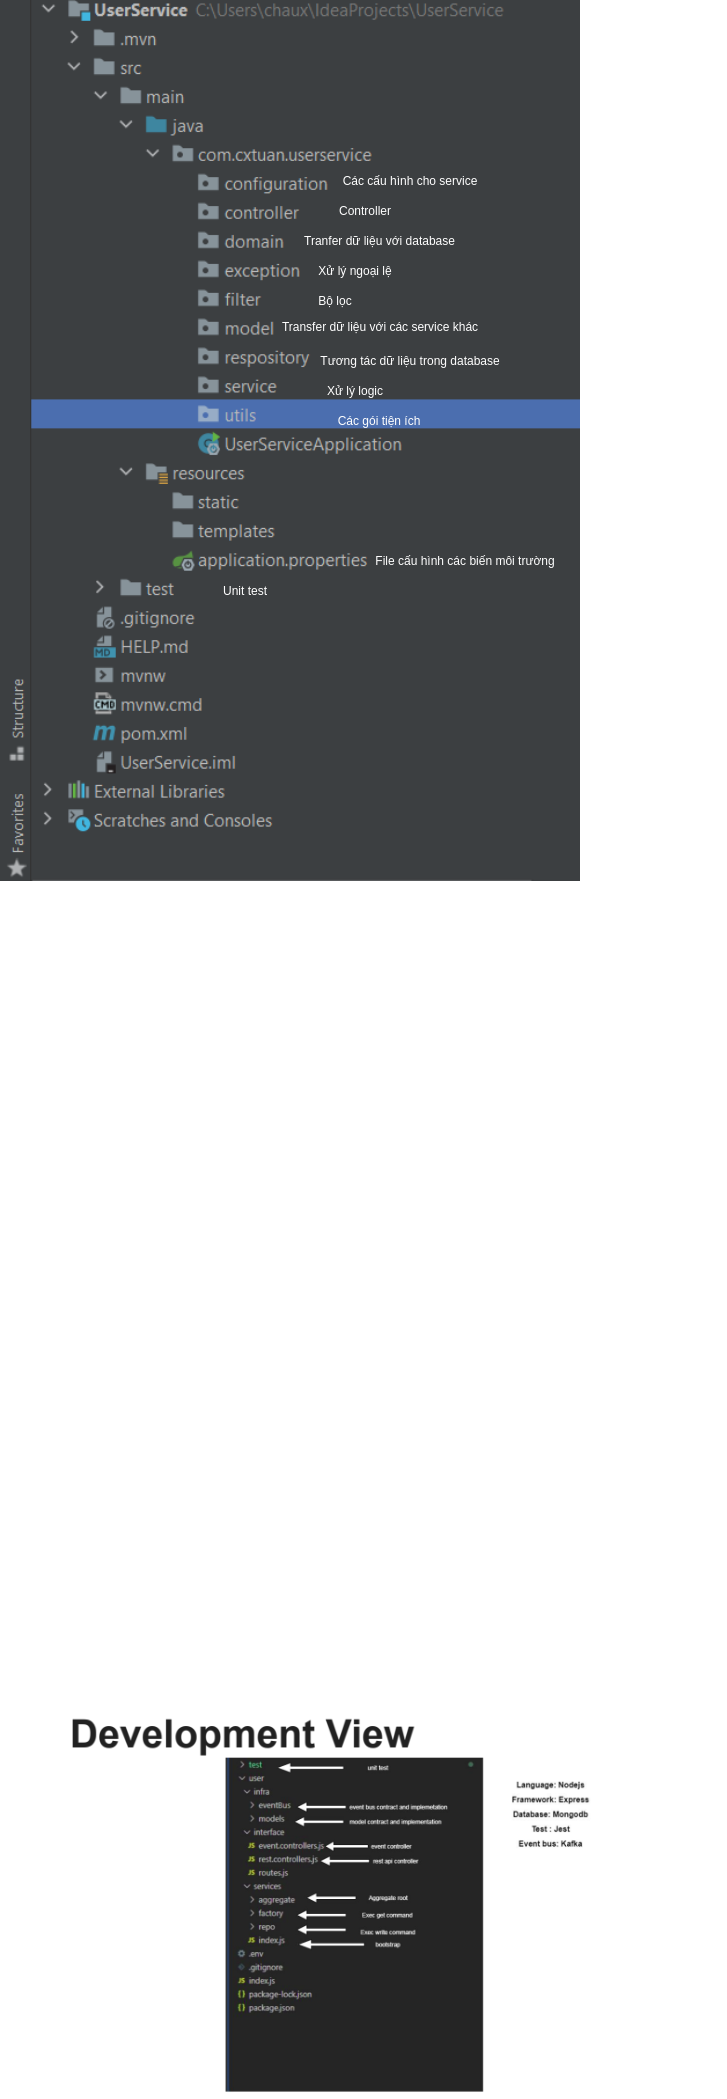 UserService C:\Users\chaux\IdeaProjects\UserService
.mvn
src
main
java
com.cxtuan.userservice
configuration Các cấu hình cho service
controller Controller
domain Tranfer dữ liệu với database
exception Xử lý ngoại lệ
filter Bộ lọc
model Transfer dữ liệu với các service khác
respository Tương tác dữ liệu trong database
service Xử lý logic
utils Các gói tiện ích
UserServiceApplication
resources
static
templates
application.properties File cấu hình các biến môi trường
test Unit test
.gitignore
MD HELP.md
mvnw
CMD mvnw.cmd
m pom.xml
UserService.iml
External Libraries
Scratches and Consoles
Structure
Favorites
Development View
test unit test
user
infra
eventBus event bus contract and implemetation
models model contract and implementation
interface
JS event.controllers.js event controller
JS rest.controllers.js rest api controller
JS routes.js
services
aggregate Aggregate root
factory Exec get command
repo Exec write command
JS index.js bootstrap
.env
.gitignore
JS index.js
{} package-lock.json
{} package.json
Language: Nodejs
Framework: Express
Database: Mongodb
Test : Jest
Event bus: Kafka